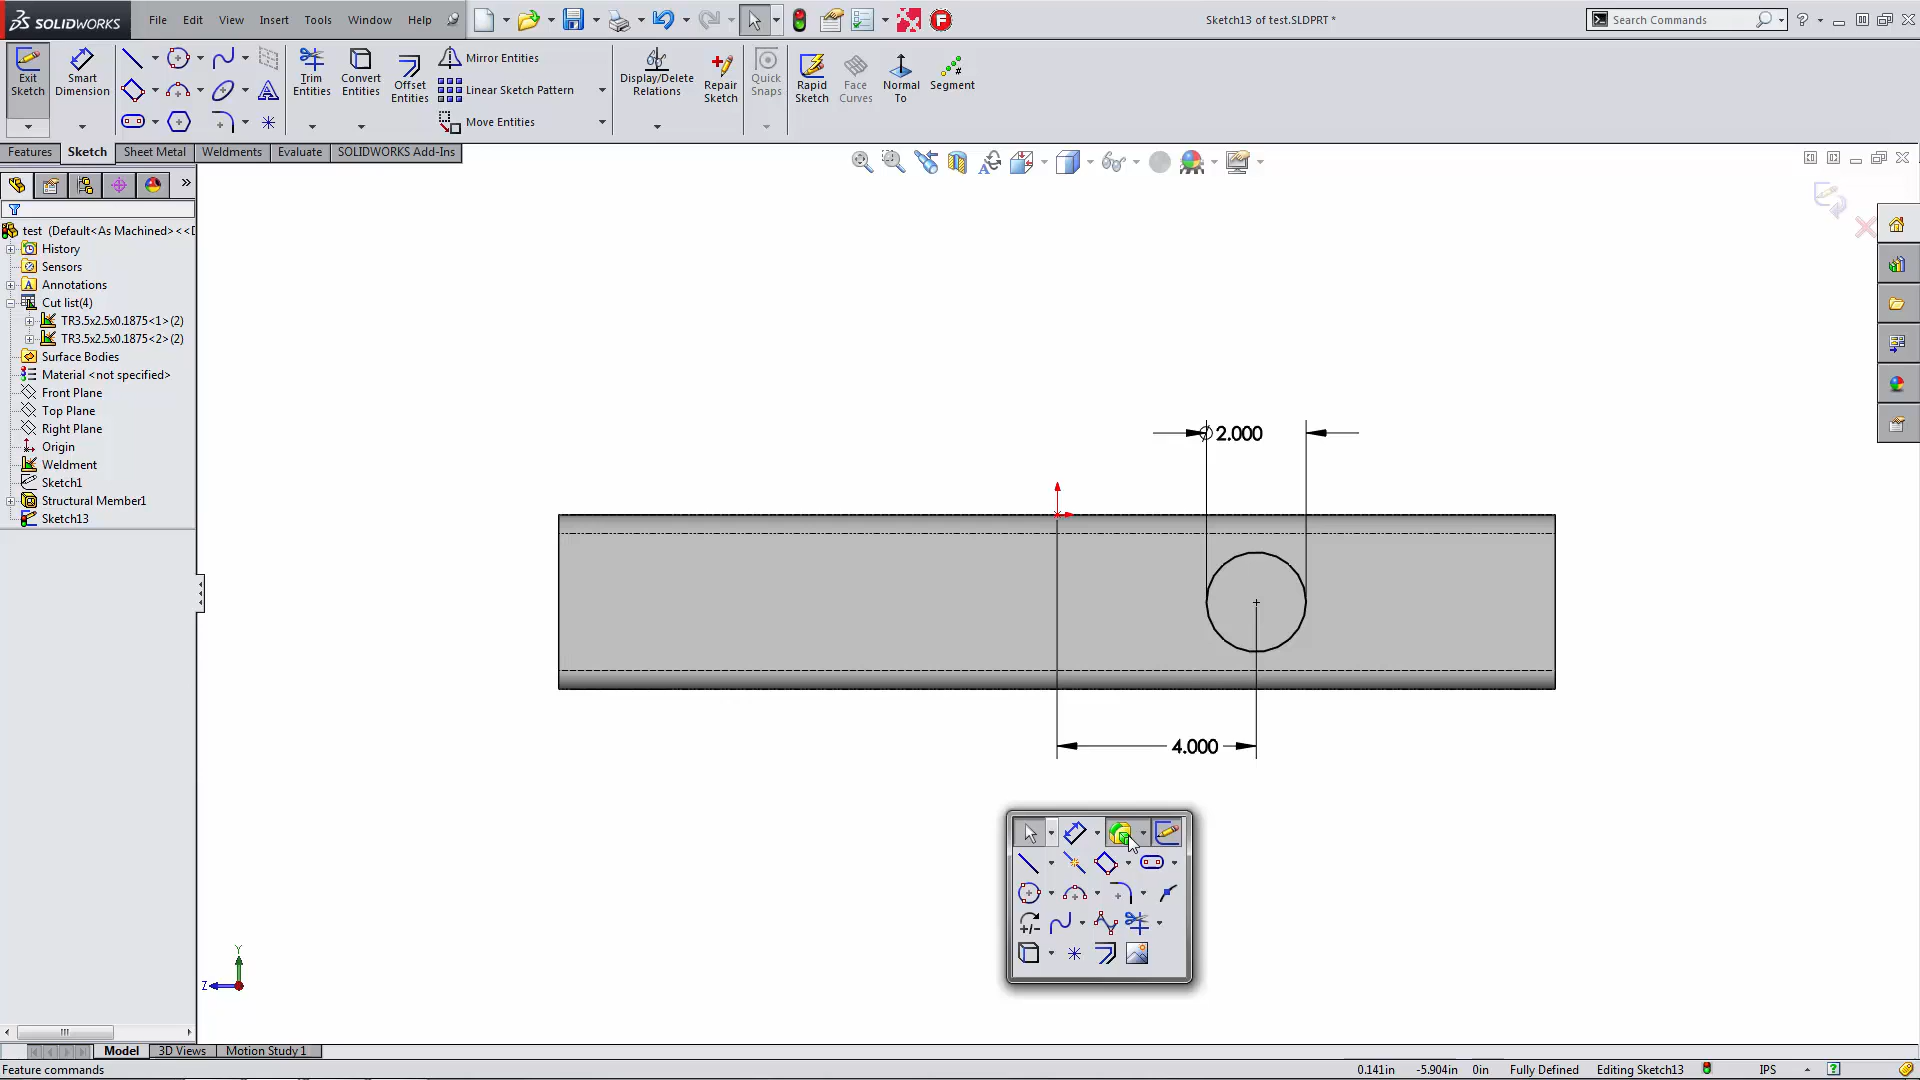 SOLIDWORKS
File Edit View Insert Tools Window Help
Sketch13 of test.SLDPRT *
Search Commands
Exit Sketch
Smart Dimension
Trim Entities
Convert Entities
Offset Entities
Mirror Entities
Linear Sketch Pattern
Move Entities
Display/Delete Relations
Repair Sketch
Quick Snaps
Rapid Sketch
Face Curves
Normal To
Segment
Features Sketch Sheet Metal Weldments Evaluate SOLIDWORKS Add-Ins
test (Default<As Machined><<D
History
Sensors
Annotations
Cut list(4)
TR3.5x2.5x0.1875<1>(2)
TR3.5x2.5x0.1875<2>(2)
Surface Bodies
Material <not specified>
Front Plane
Top Plane
Right Plane
Origin
Weldment
Sketch1
Structural Member1
Sketch13
∅2.000
4.000
Y
Z
Model 3D Views Motion Study 1
Feature commands
0.141in -5.904in 0in Fully Defined Editing Sketch13 IPS